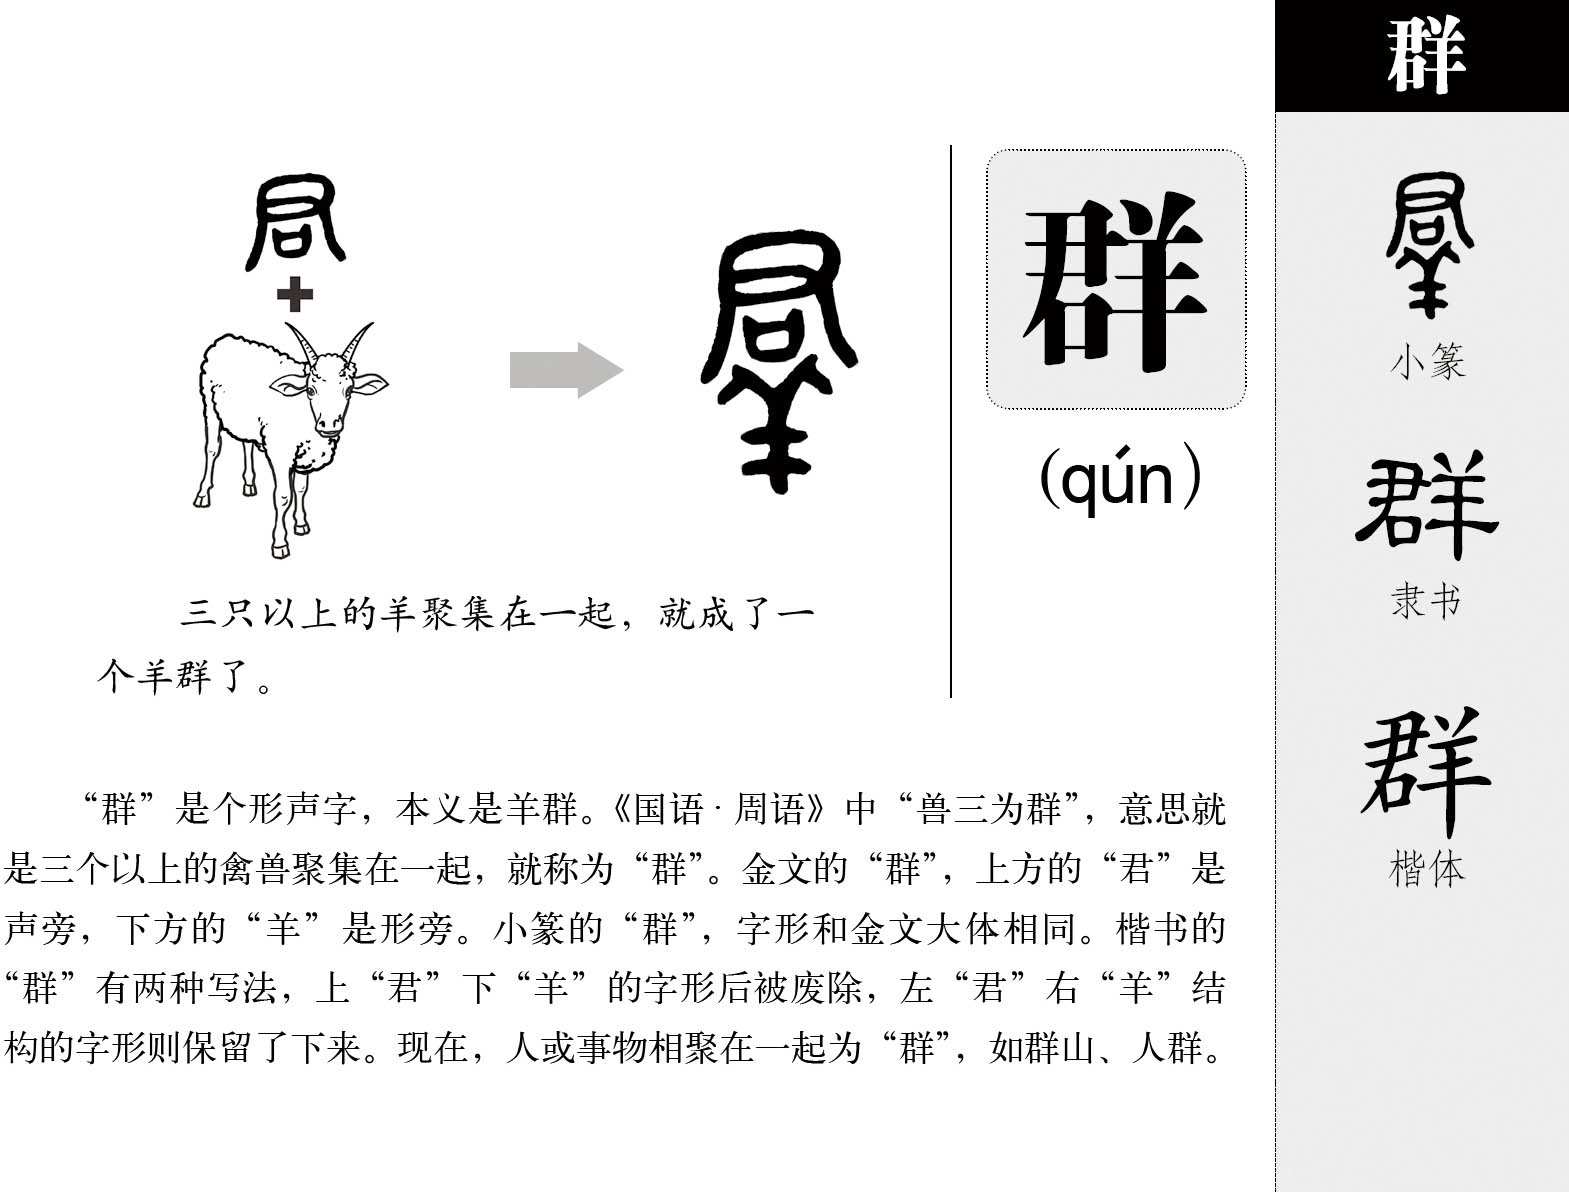 群
群
(qún)
三只以上的羊聚集在一起，就成了一
个羊群了。
“群”是个形声字，本义是羊群。《国语·周语》中“兽三为群”，意思就
是三个以上的禽兽聚集在一起，就称为“群”。金文的“群”，上方的“君”是
声旁，下方的“羊”是形旁。小篆的“群”，字形和金文大体相同。楷书的
“群”有两种写法，上“君”下“羊”的字形后被废除，左“君”右“羊”结
构的字形则保留了下来。现在，人或事物相聚在一起为“群”，如群山、人群。
君
+
群
群
小篆
群
隶书
群
楷体